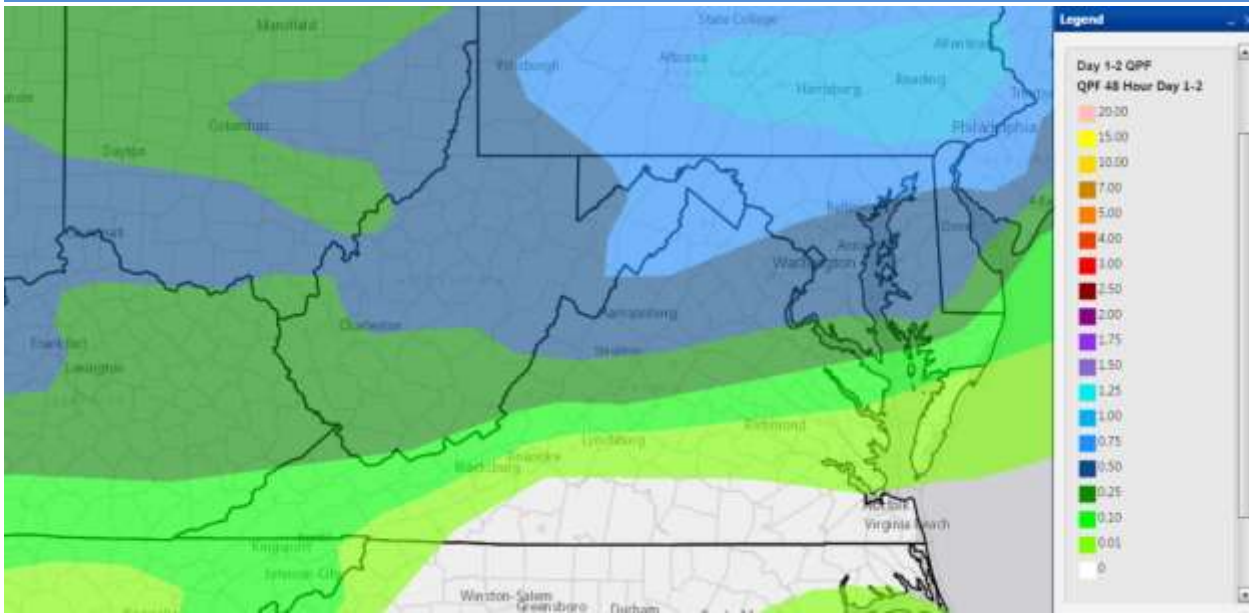 Mansfield
State College
Pittsburgh
Altoona
Allentown
Harrisburg
Reading
Trenton
Columbus
Dayton
Philadelphia
Dover
Washington
Harrisonburg
Charleston
Staunton
Frankfort
Lexington
Richmond
Lynchburg
Roanoke
Blacksburg
Norfolk
Virginia Beach
Kingsport
Johnson City
Winston-Salem
Greensboro
Durham
Legend
Day 1-2 QPF
QPF 48 Hour Day 1-2
20.00
15.00
10.00
7.00
5.00
4.00
3.00
2.50
2.00
1.75
1.50
1.25
1.00
0.75
0.50
0.25
0.10
0.01
0